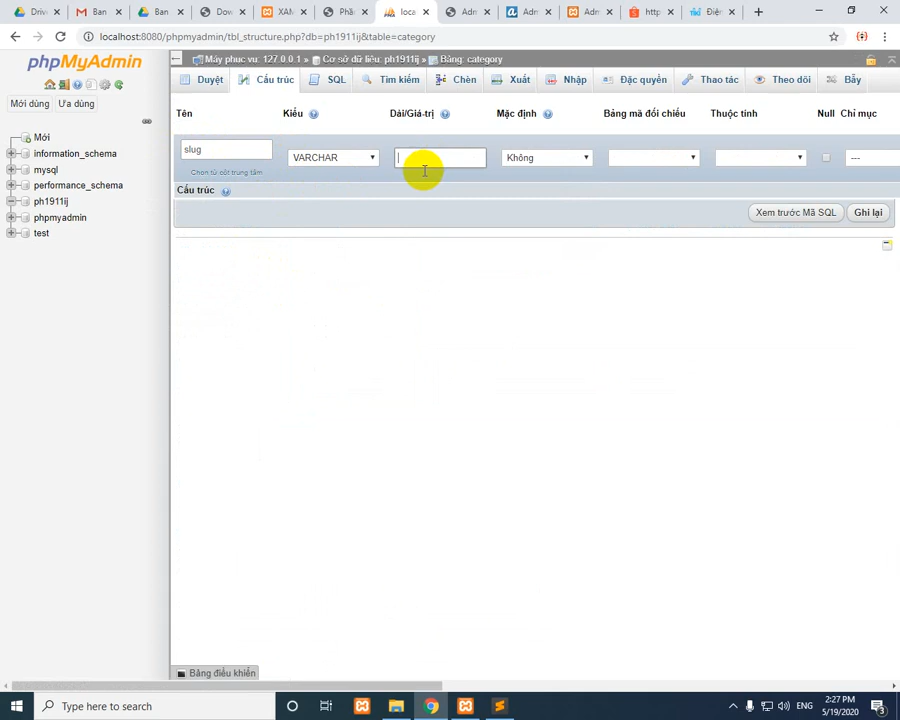 Driv
Ban
Ban
Dow
XAM
Phầ
loca
Adm
Adm
Adm
http
Điện
localhost:8080/phpmyadmin/tbl_structure.php?db=ph1911ij&table=category
phpMyAdmin
Mới dùng
Ưa dùng
Mới
information_schema
mysql
performance_schema
ph1911ij
phpmyadmin
test
Máy phục vụ: 127.0.0.1 » Cơ sở dữ liệu: ph1911ij » Bảng: category
Duyệt
Cấu trúc
SQL
Tìm kiếm
Chèn
Xuất
Nhập
Đặc quyền
Thao tác
Theo dõi
Bẫy
Tên
Kiểu
Dài/Giá-trị
Mặc định
Bảng mã đối chiếu
Thuộc tính
Null
Chỉ mục
slug
VARCHAR
Không
---
Chọn từ cột trung tâm
Cấu trúc
Xem trước Mã SQL
Ghi lại
Bảng điều khiển
Type here to search
ENG
2:27 PM
5/19/2020
3